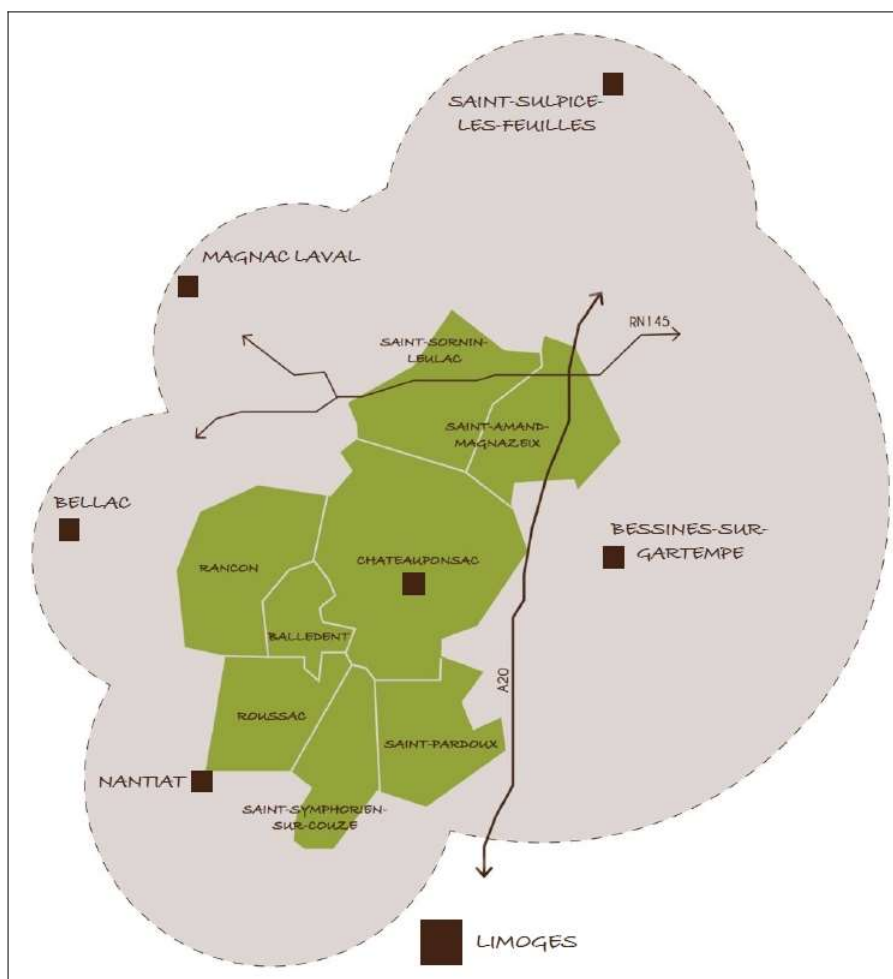 SAINT-SULPICE-
LES-FEUILLES
MAGNAC LAVAL
RN145
SAINT-SORNIN-
LEULAC
SAINT-AMAND-
MAGNAZEIX
BELLAC
BESSINES-SUR-
GARTEMPE
CHATEAUPONSAC
RANCON
BALLEDENT
A20
ROUSSAC
SAINT-PARDOUX
NANTIAT
SAINT-SYMPHORIEN-
SUR-COUZE
LIMOGES